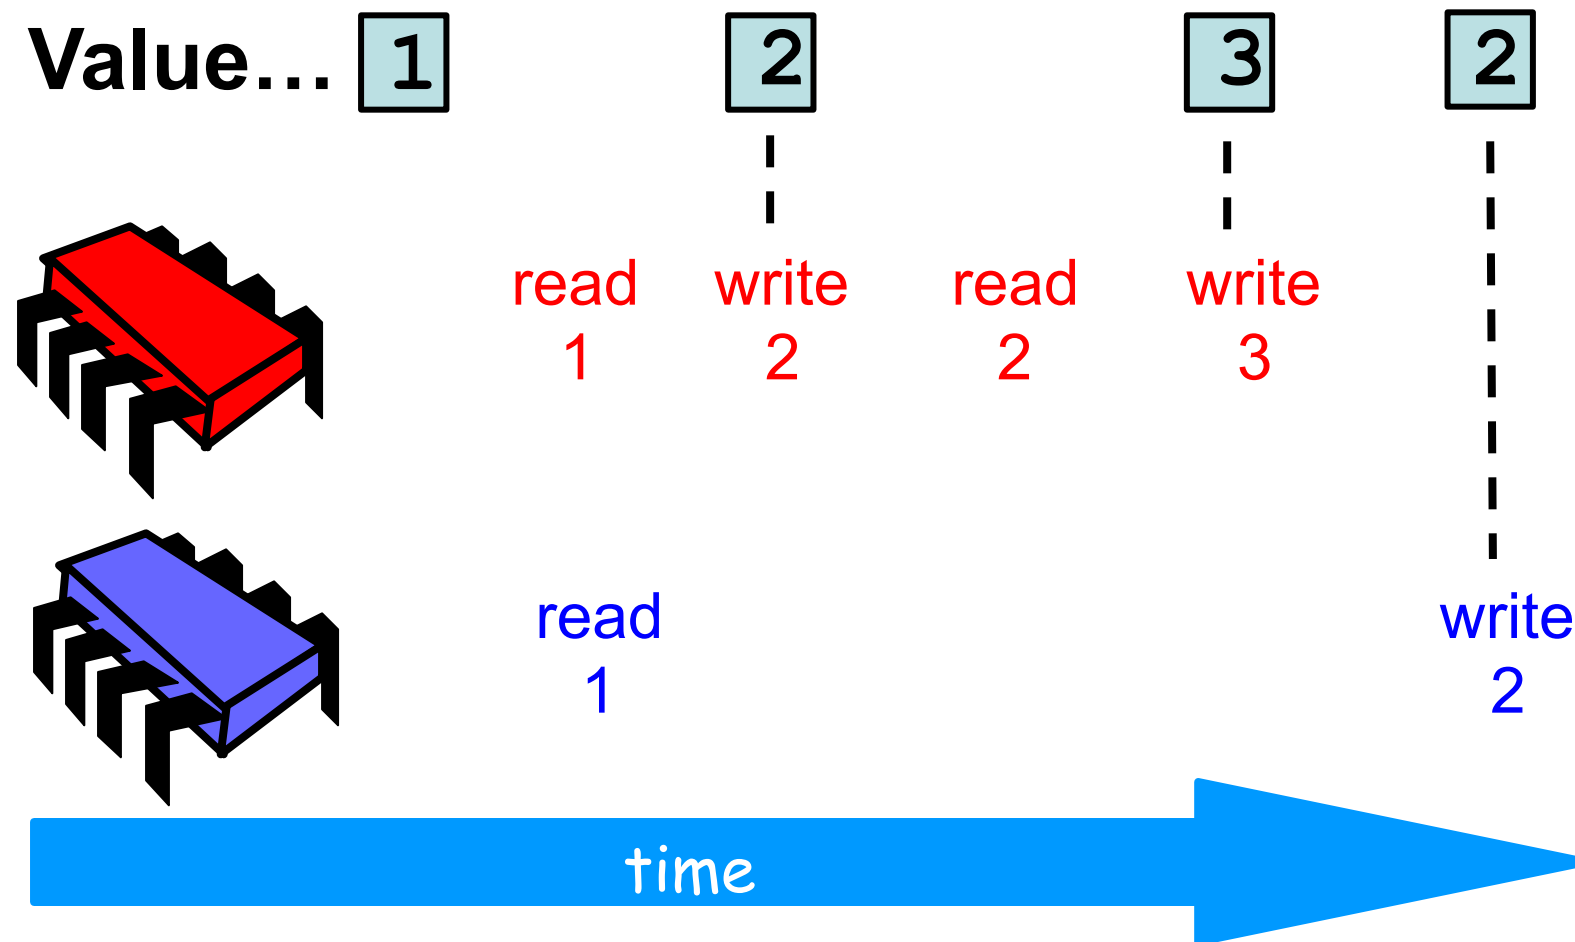 Value… 1 2 3 2
read write read write
1 2 2 3
read write
1 2
time